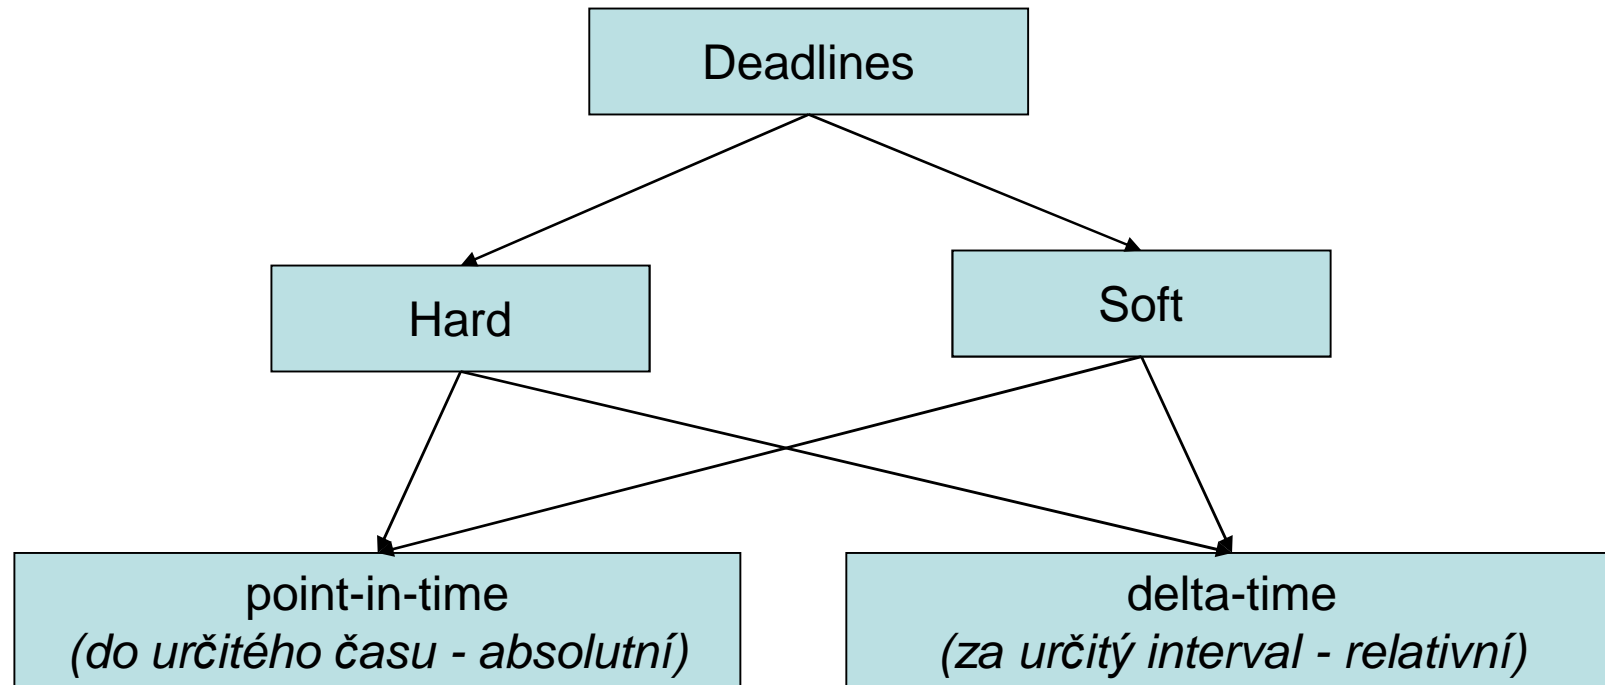 Deadlines
Hard
Soft
point-in-time
(do určitého času - absolutní)
delta-time
(za určitý interval - relativní)